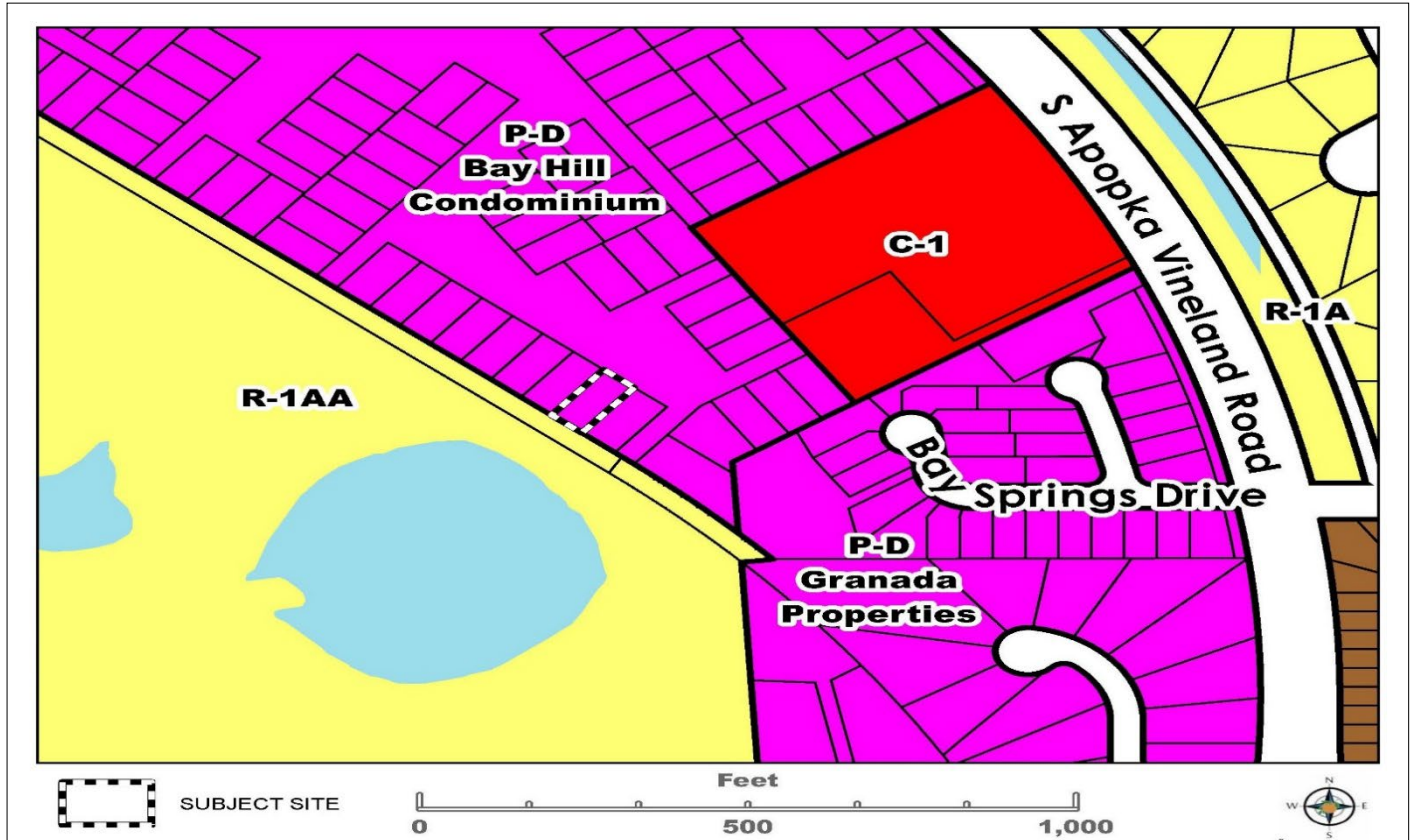 P-D
Bay Hill
Condominium
S Apopka Vineland Road
C-1
R-1A
R-1AA
Bay Springs Drive
P-D
Granada
Properties
SUBJECT SITE
Feet
0 500 1,000
N
W E